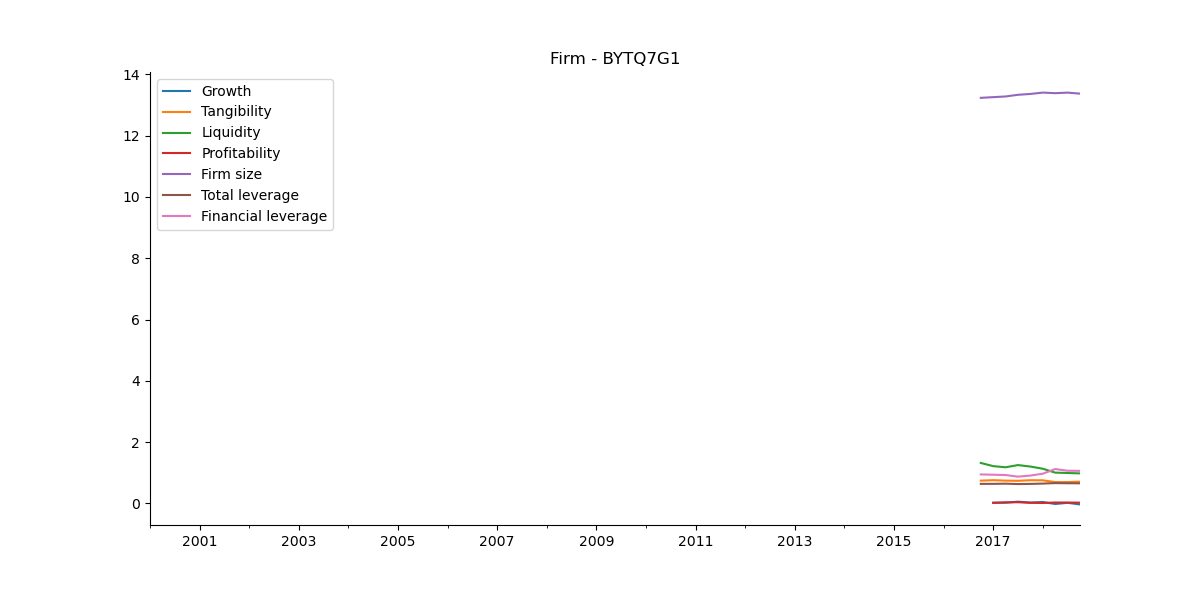 Firm - BYTQ7G1
14
12
10
8
6
4
2
0
Growth
Tangibility
Liquidity
Profitability
Firm size
Total leverage
Financial leverage
2001 2003 2005 2007 2009 2011 2013 2015 2017